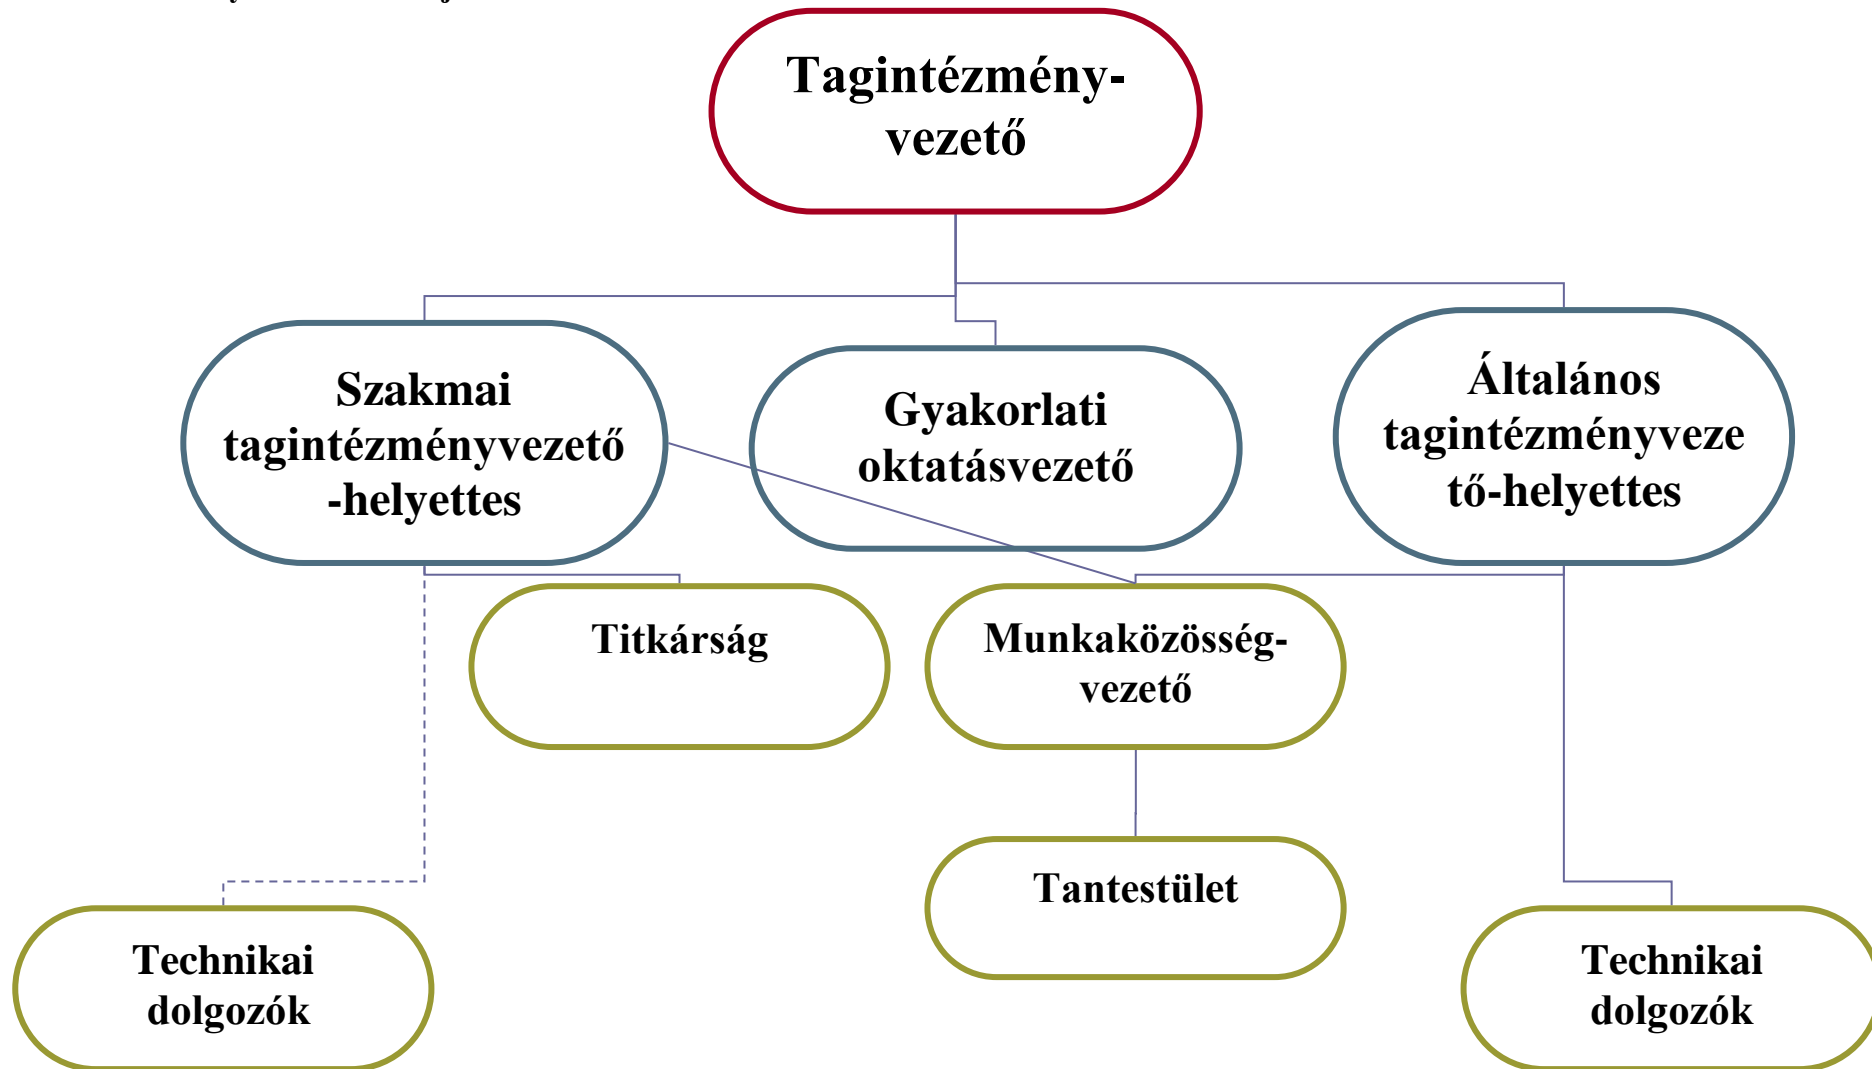 Tagintézmény-
vezető
Szakmai
tagintézményvezető
-helyettes
Gyakorlati
oktatásvezető
Általános
tagintézményveze
tő-helyettes
Titkárság
Munkaközösség-
vezető
Tantestület
Technikai
dolgozók
Technikai
dolgozók